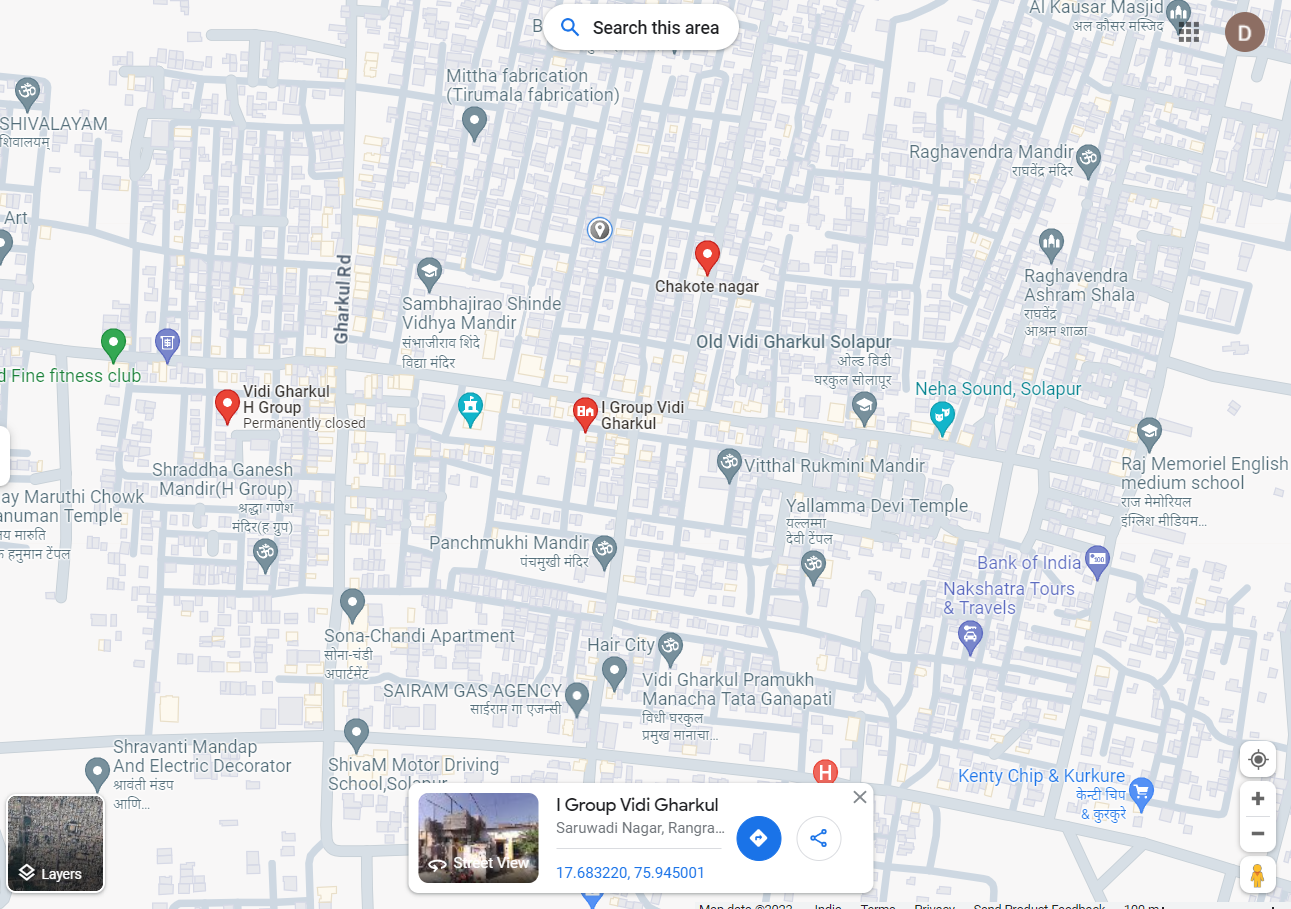 Al Kausar Masjid
अल कौसर मस्जिद
B
Search this area
D
Mittha fabrication
(Tirumala fabrication)
SHIVALAYAM
शिवालयम्
Raghavendra Mandir
राघवेंद्र मंदिर
Art
Gharkul Rd
Chakote nagar
Raghavendra
Ashram Shala
राघवेंद्र
आश्रम शाळा
Sambhajirao Shinde
Vidhya Mandir
संभाजीराव शिंदे
विद्या मंदिर
Old Vidi Gharkul Solapur
ओल्ड विडी
घरकुल सोलापूर
d Fine fitness club
Vidi Gharkul
H Group
Permanently closed
I Group Vidi
Gharkul
Neha Sound, Solapur
Shraddha Ganesh
Mandir(H Group)
श्रद्धा गणेश
मंदिर(ह ग्रुप)
Vitthal Rukmini Mandir
Raj Memoriel English
medium school
राज मेमोरियल
इंग्लिश मीडियम...
ay Maruthi Chowk
anuman Temple
य मारुति
क हनुमान टेंपल
Yallamma Devi Temple
यल्लम्मा
देवी टेंपल
Panchmukhi Mandir
पंचमुखी मंदिर
Bank of India
Nakshatra Tours
& Travels
Sona-Chandi Apartment
सोना-चंडी
अपार्टमेंट
Hair City
SAIRAM GAS AGENCY
साईराम गा एजन्सी
Vidi Gharkul Pramukh
Manacha Tata Ganapati
विधी घरकुल
प्रमुख मानाचा...
Shravanti Mandap
And Electric Decorator
श्रावंती मंडप
आणि...
ShivaM Motor Driving
School,Solapur
H
Kenty Chip & Kurkure
केन्टी चिप
& कुरकुरे
Layers
Street View
I Group Vidi Gharkul
Saruwadi Nagar, Rangra...
17.683220, 75.945001
Map data ©2023 India Terms Privacy Send Product Feedback 100 m